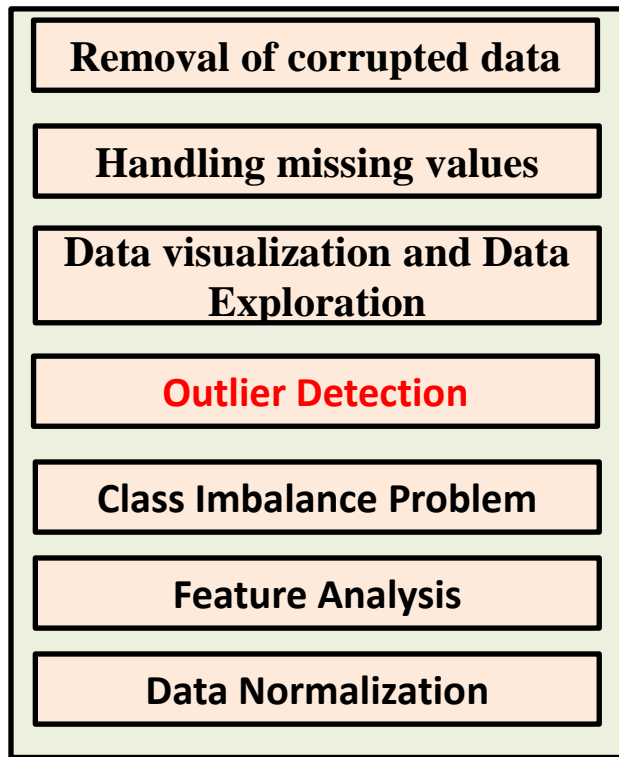 Removal of corrupted data
Handling missing values
Data visualization and Data
Exploration
Outlier Detection
Class Imbalance Problem
Feature Analysis
Data Normalization